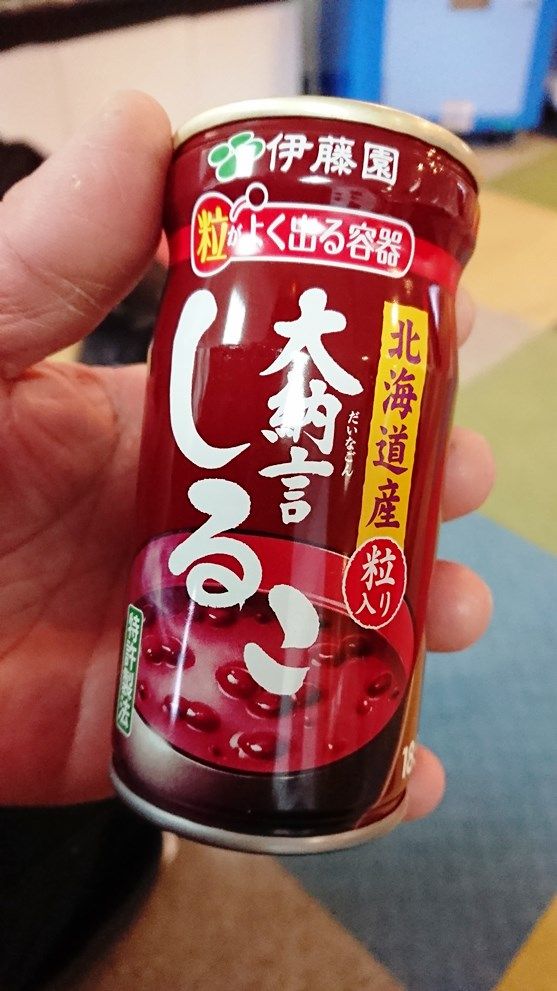 伊藤園
粒がよく出る容器
北海道産
粒入り
大納言
だいなごん
しるこ
特許製法